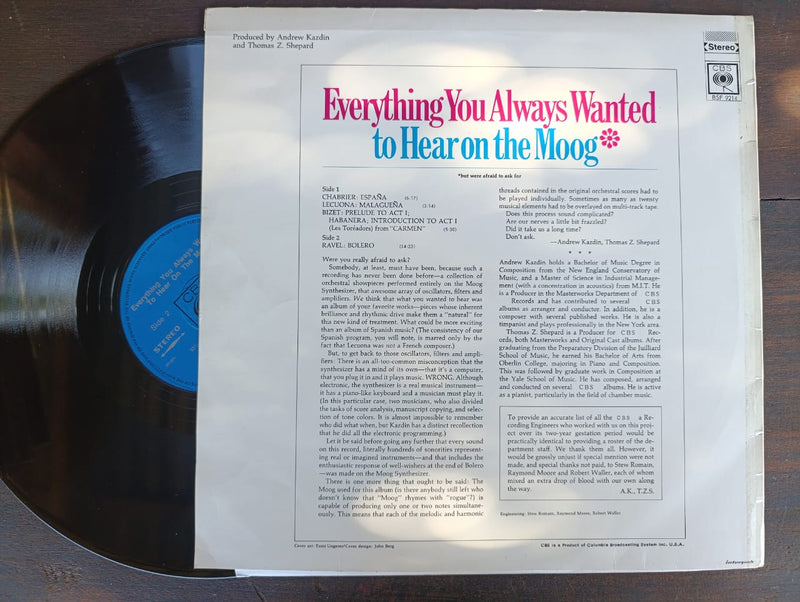 Produced by Andrew Kazdin
and Thomas Z. Shepard
Stereo
CBS
BSF 9214
Everything You Always Wanted
to Hear on the Moog*
*but were afraid to ask for
Side 1
CHABRIER: ESPAÑA (6:17)
LECUONA: MALAGUEÑA (3:14)
BIZET: PRELUDE TO ACT I;
HABANERA; INTRODUCTION TO ACT I
(Les Toréadors) from "CARMEN" (5:30)
Side 2
RAVEL: BOLERO (14:23)
Were you really afraid to ask?
Somebody, at least, must have been, because such a
recording has never been done before—a collection of
orchestral showpieces performed entirely on the Moog
Synthesizer, that awesome array of oscillators, filters and
amplifiers. We think that what you wanted to hear was
an album of your favorite works—pieces whose inherent
brilliance and rhythmic drive make them a "natural" for
this new kind of treatment. What could be more exciting
than an album of Spanish music? (The consistency of our
Spanish program, you will note, is marred only by the
fact that Lecuona was not a French composer.)
But, to get back to those oscillators, filters and ampli-
fiers: There is an all-too-common misconception that the
synthesizer has a mind of its own—that it's a computer,
that you plug it in and it plays music. WRONG. Although
electronic, the synthesizer is a real musical instrument—
it has a piano-like keyboard and a musician must play it.
(In this particular case, two musicians, who also divided
the tasks of score analysis, manuscript copying, and selec-
tion of tone colors. It is almost impossible to remember
who did what when, but Kazdin has a distinct recollection
that he did all the electronic programming.)
Let it be said before going any further that every sound
on this record, literally hundreds of sonorities represent-
ing real or imagined instruments—and that includes the
enthusiastic response of well-wishers at the end of Bolero
—was made on the Moog Synthesizer.
There is one more thing that ought to be said: The
Moog used for this album (is there anybody still left who
doesn't know that "Moog" rhymes with "rogue"?) is
capable of producing only one or two notes simultane-
ously. This means that each of the melodic and harmonic
threads contained in the original orchestral scores had to
be played individually. Sometimes as many as twenty
musical elements had to be overlayed on multi-track tape.
Does this process sound complicated?
Are our nerves a little bit frazzled?
Did it take us a long time?
Don't ask.
—Andrew Kazdin, Thomas Z. Shepard
* * *
Andrew Kazdin holds a Bachelor of Music Degree in
Composition from the New England Conservatory of
Music, and a Master of Science in Industrial Manage-
ment (with a concentration in acoustics) from M.I.T. He
is a Producer in the Masterworks Department of CBS
Records and has contributed to several CBS
albums as arranger and conductor. In addition, he is a
composer with several published works. He is also a
timpanist and plays professionally in the New York area.
Thomas Z. Shepard is a Producer for CBS Rec-
ords, both Masterworks and Original Cast albums. After
graduating from the Preparatory Division of the Juilliard
School of Music, he earned his Bachelor of Arts from
Oberlin College, majoring in Piano and Composition.
This was followed by graduate work in Composition at
the Yale School of Music. He has composed, arranged
and conducted on several CBS albums. He is active
as a pianist, particularly in the field of chamber music.
To provide an accurate list of all the CBS a Re-
cording Engineers who worked with us on this proj-
ect over its two-year gestation period would be
practically identical to providing a roster of the de-
partment staff. We thank them all. However, it
would be grossly unjust if special mention were not
made, and special thanks not paid, to Stew Romain,
Raymond Moore and Robert Waller, each of whom
mixed an extra drop of blood with our own along
the way.
A.K., T.Z.S.
Engineering: Stew Romain, Raymond Moore, Robert Waller
Cover art: Esaza Lingener/Cover design: John Berg
CBS is a Product of Columbia Broadcasting System Inc. U.S.A.
interpak
Everything You Always W
To Hear On The M
CBS
Side 2
STEREO